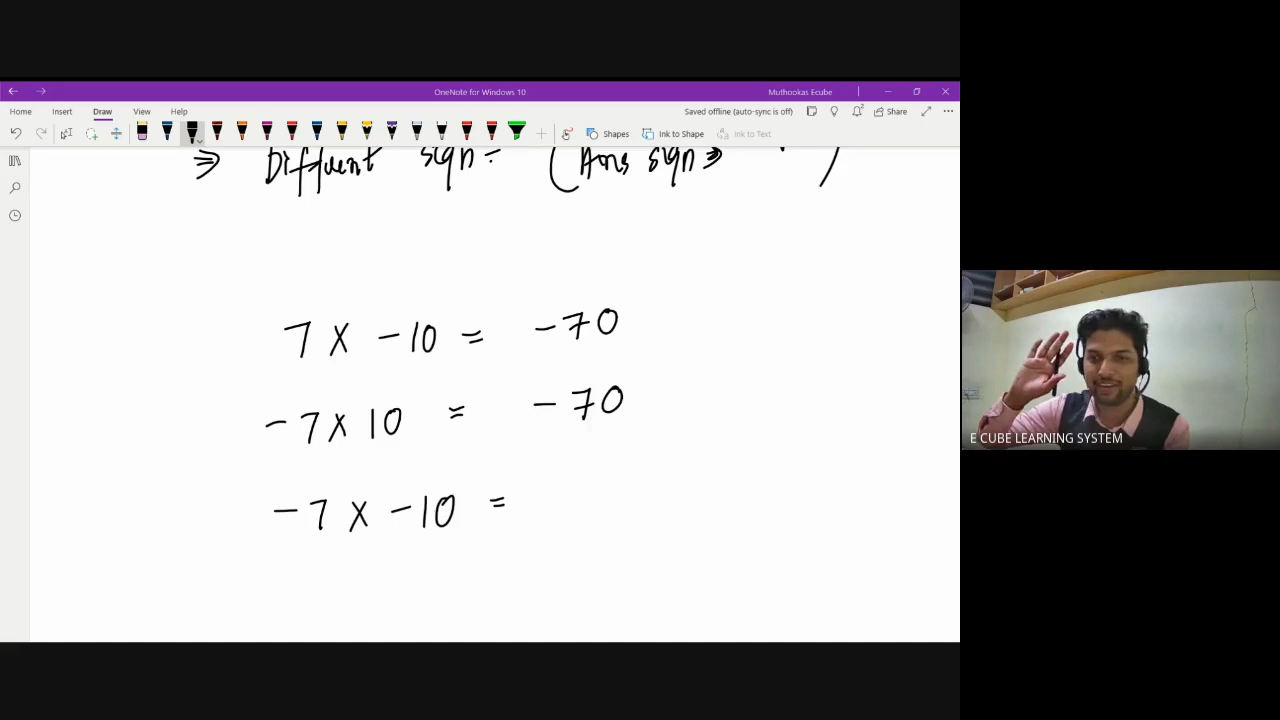 OneNote for Windows 10
Muthookas Ecube
Home Insert Draw View Help
Saved offline (auto-sync is off)
Share
Shapes
Ink to Shape
Ink to Text
⇒ Diffluent sign÷ (Ans sign⇒ )
7 x -10 = -70
-7 x 10 = -70
-7 x -10 =
E CUBE LEARNING SYSTEM